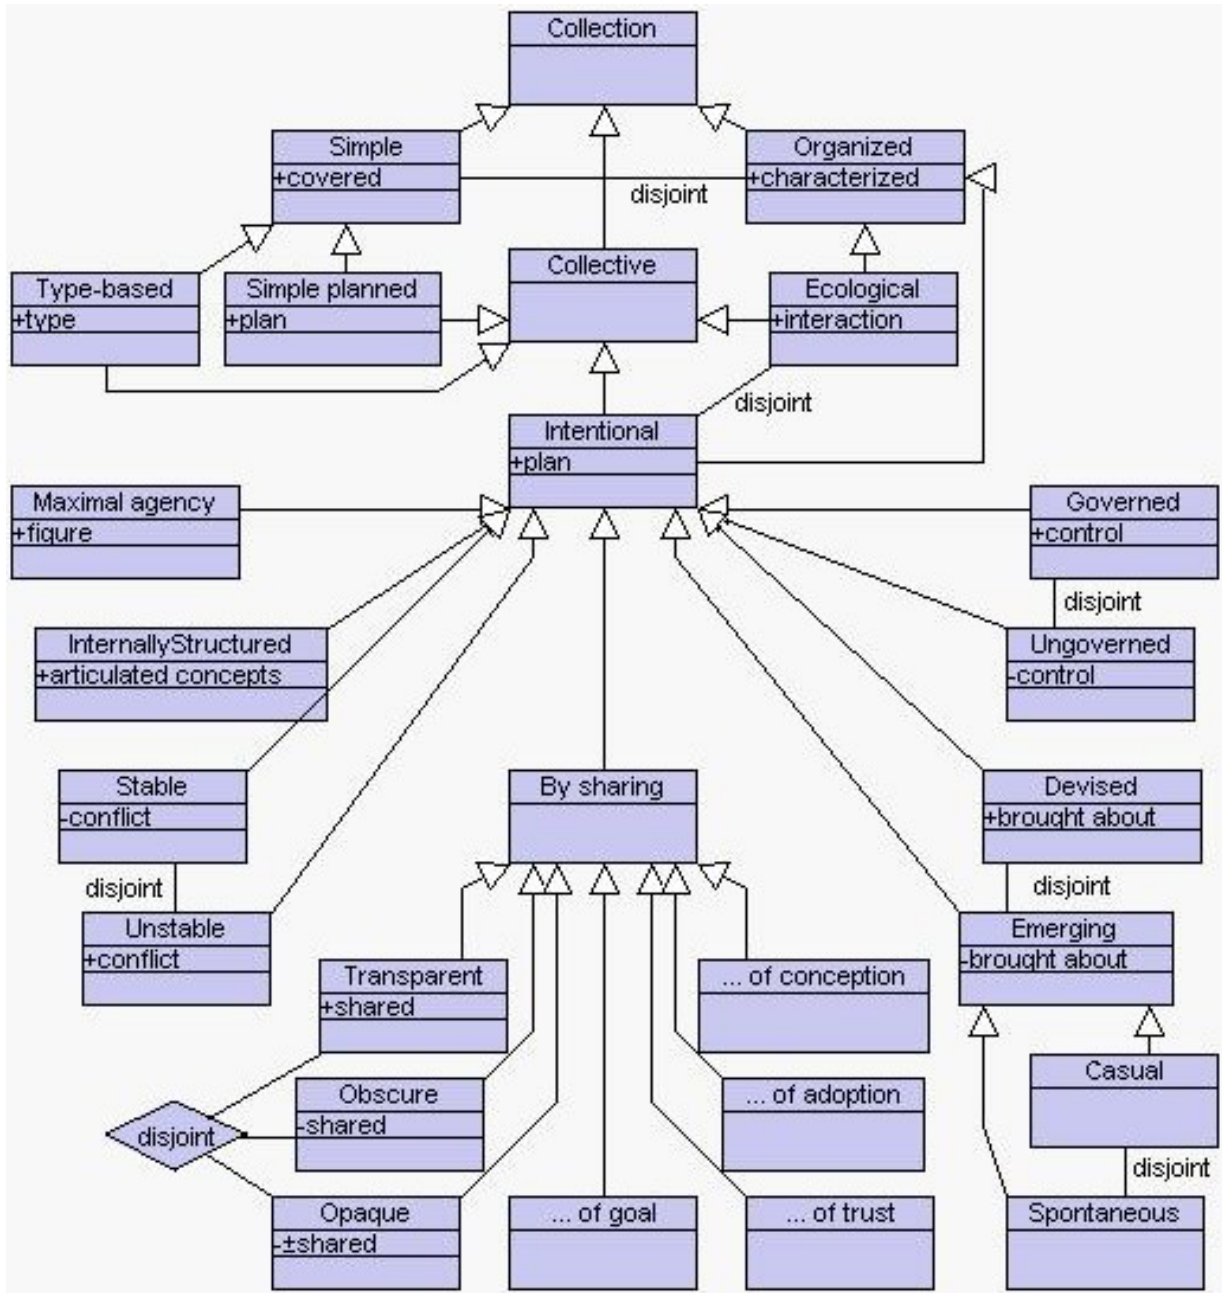 Collection
Simple
+covered
Organized
+characterized
disjoint
Type-based
+type
Simple planned
+plan
Collective
Ecological
+interaction
disjoint
Intentional
+plan
Maximal agency
+figure
Governed
+control
disjoint
InternallyStructured
+articulated concepts
Ungoverned
-control
Stable
-conflict
By sharing
Devised
+brought about
disjoint
disjoint
Unstable
+conflict
Emerging
-brought about
Transparent
+shared
... of conception
Casual
Obscure
-shared
... of adoption
disjoint
disjoint
Opaque
-±shared
... of goal
... of trust
Spontaneous